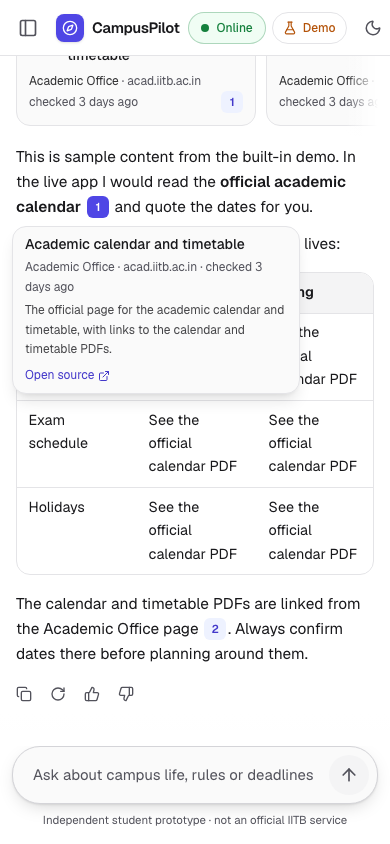 CampusPilot
Online
Demo
timetable
Academic Office · acad.iitb.ac.in
checked 3 days ago
1
Academic Office ·
checked 3 days
This is sample content from the built-in demo. In
the live app I would read the official academic
calendar 1 and quote the dates for you.
lives:
Academic calendar and timetable
Academic Office · acad.iitb.ac.in · checked 3
days ago
The official page for the academic calendar and
timetable, with links to the calendar and
timetable PDFs.
Open source
Exam
schedule
See the
official
calendar PDF
See the
official
calendar PDF
Holidays
See the
official
calendar PDF
See the
official
calendar PDF
The calendar and timetable PDFs are linked from
the Academic Office page 2 . Always confirm
dates there before planning around them.
Ask about campus life, rules or deadlines
Independent student prototype · not an official IITB service